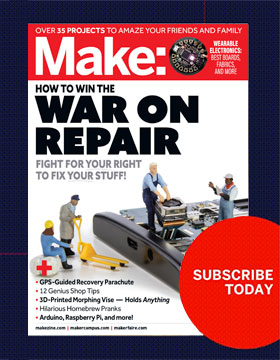 OVER 35 PROJECTS TO AMAZE YOUR FRIENDS AND FAMILY
Make:
WEARABLE
ELECTRONICS:
BEST BOARDS,
FABRICS,
AND MORE
HOW TO WIN THE
WAR ON
REPAIR
FIGHT FOR YOUR RIGHT
TO FIX YOUR STUFF!
• GPS-Guided Recovery Parachute
• 12 Genius Shop Tips
• 3D-Printed Morphing Vise — Holds Anything
• Hilarious Homebrew Pranks
• Arduino, Raspberry Pi, and more!
makezine.com | makercampus.com | makerfaire.com
SUBSCRIBE
TODAY